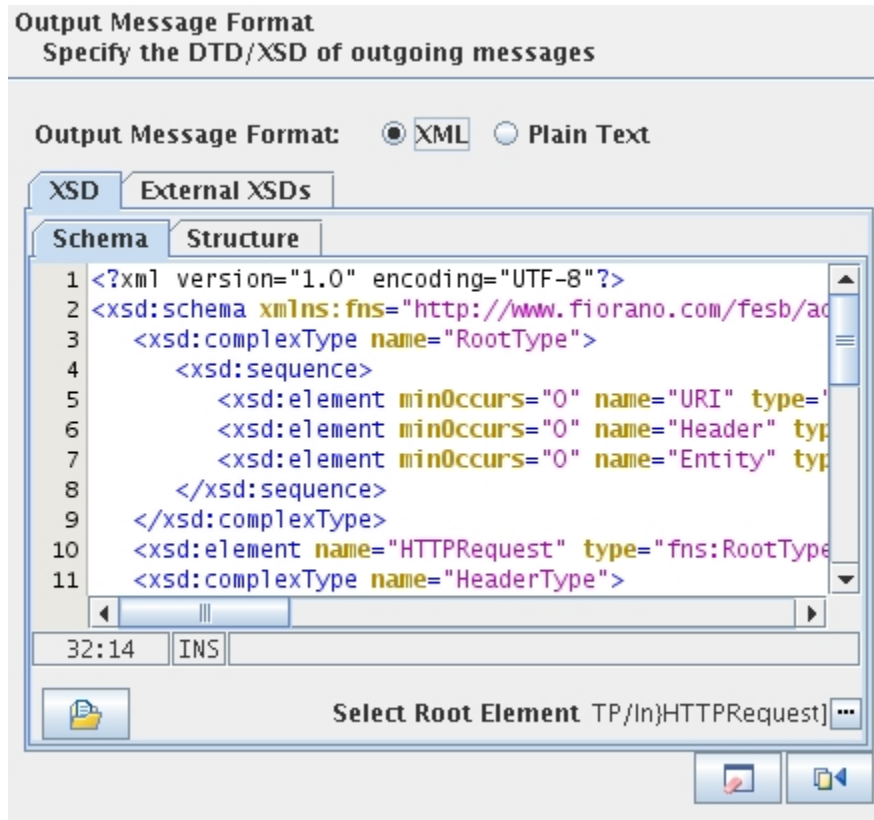 Output Message Format
Specify the DTD/XSD of outgoing messages
Output Message Format: XML Plain Text
XSD External XSDs
Schema Structure
1 <?xml version="1.0" encoding="UTF-8"?>
2 <xsd:schema xmlns:fns="http://www.fiorano.com/fesb/ac
3 <xsd:complexType name="RootType">
4 <xsd:sequence>
5 <xsd:element minOccurs="0" name="URI" type='
6 <xsd:element minOccurs="0" name="Header" typ
7 <xsd:element minOccurs="0" name="Entity" typ
8 </xsd:sequence>
9 </xsd:complexType>
10 <xsd:element name="HTTPRequest" type="fns:RootType
11 <xsd:complexType name="HeaderType">
32:14 INS
Select Root Element TP/In}HTTPRequest] ...